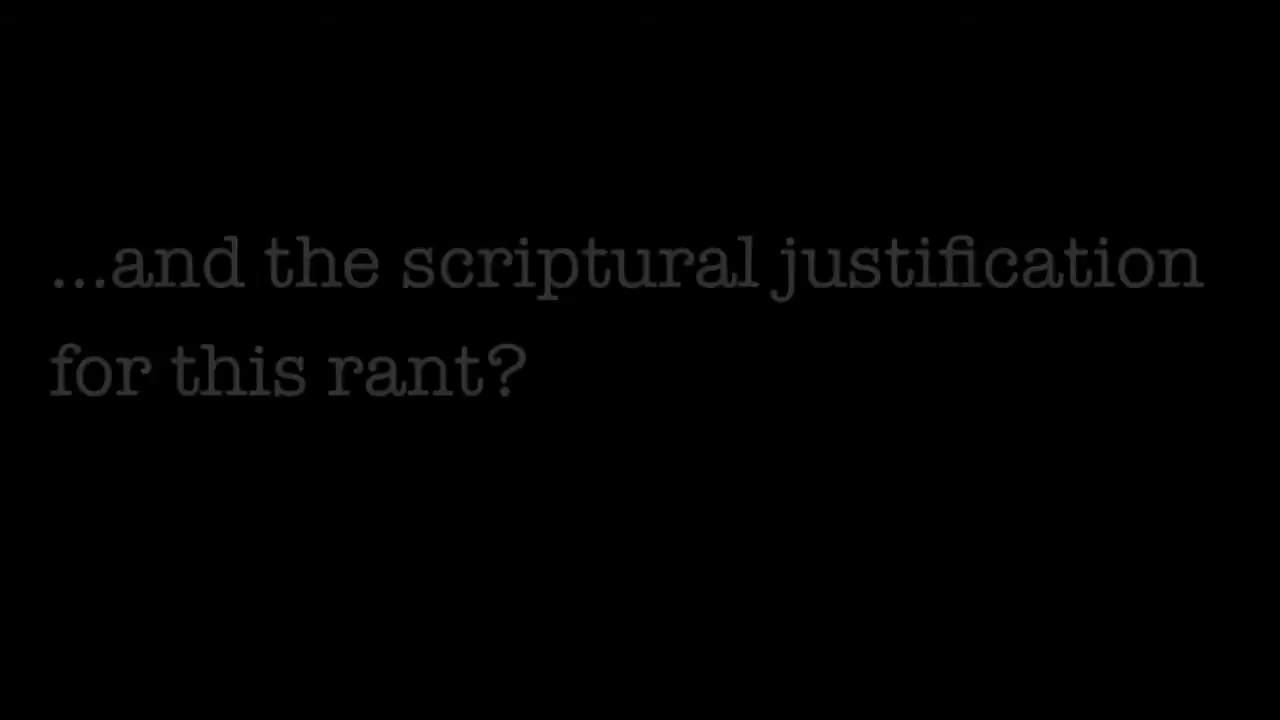 ...and the scriptural justification
for this rant?